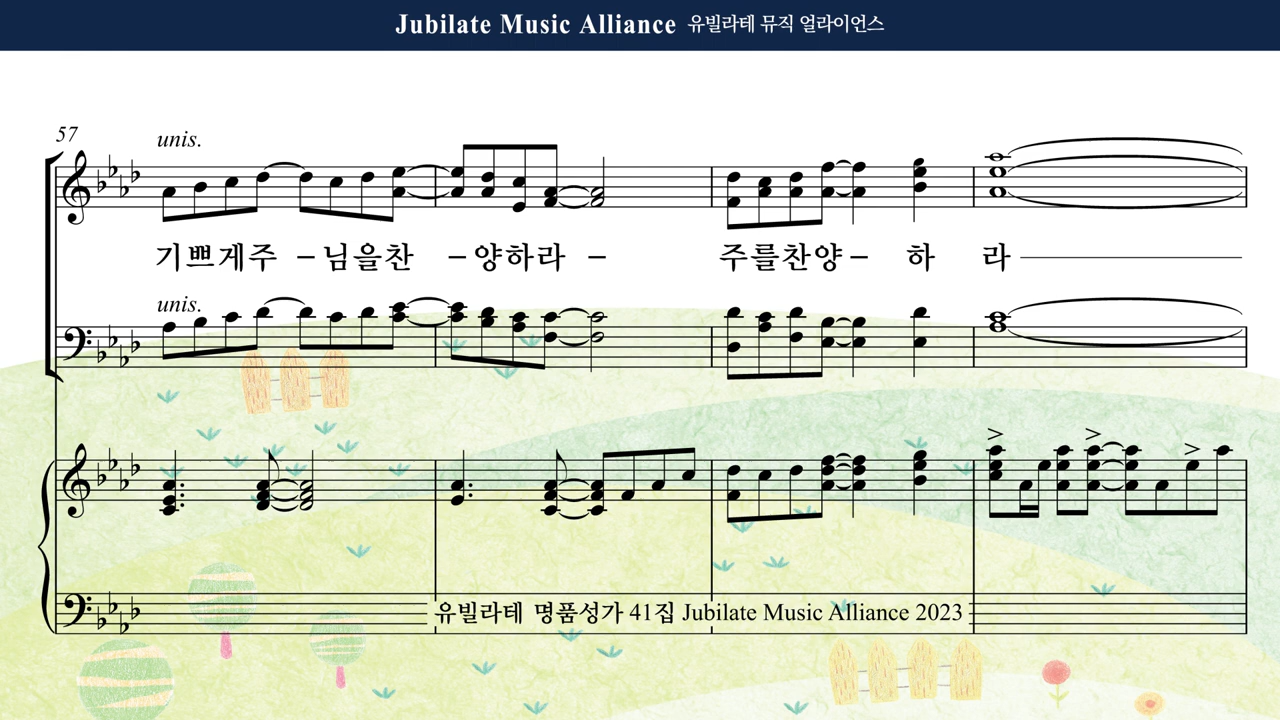 Jubilate Music Alliance 유빌라테 뮤직 얼라이언스
57
unis.
기쁘게주 - 님을찬 - 양하라 - 주를찬양 - 하 라
unis.
유빌라테 명품성가 41집 Jubilate Music Alliance 2023